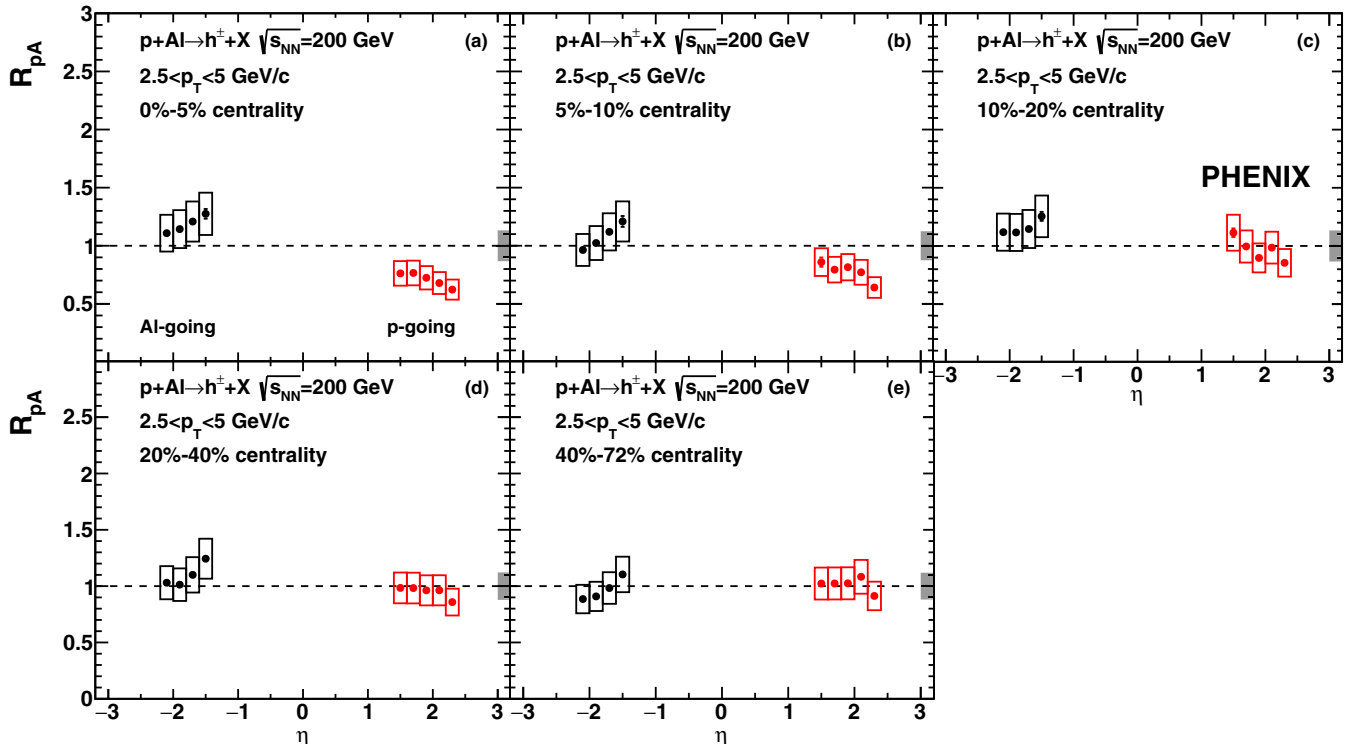 R_pA
3
2.5
2
1.5
1
0.5
p+Al→h±+X √s_NN=200 GeV (a)
2.5<p_T<5 GeV/c
0%-5% centrality
Al-going p-going
p+Al→h±+X √s_NN=200 GeV (b)
2.5<p_T<5 GeV/c
5%-10% centrality
p+Al→h±+X √s_NN=200 GeV (c)
2.5<p_T<5 GeV/c
10%-20% centrality
PHENIX
−3 −2 −1 0 1 2 3
η
R_pA
2.5
2
1.5
1
0.5
0
p+Al→h±+X √s_NN=200 GeV (d)
2.5<p_T<5 GeV/c
20%-40% centrality
p+Al→h±+X √s_NN=200 GeV (e)
2.5<p_T<5 GeV/c
40%-72% centrality
−3 −2 −1 0 1 2 3
η
−3 −2 −1 0 1 2 3
η